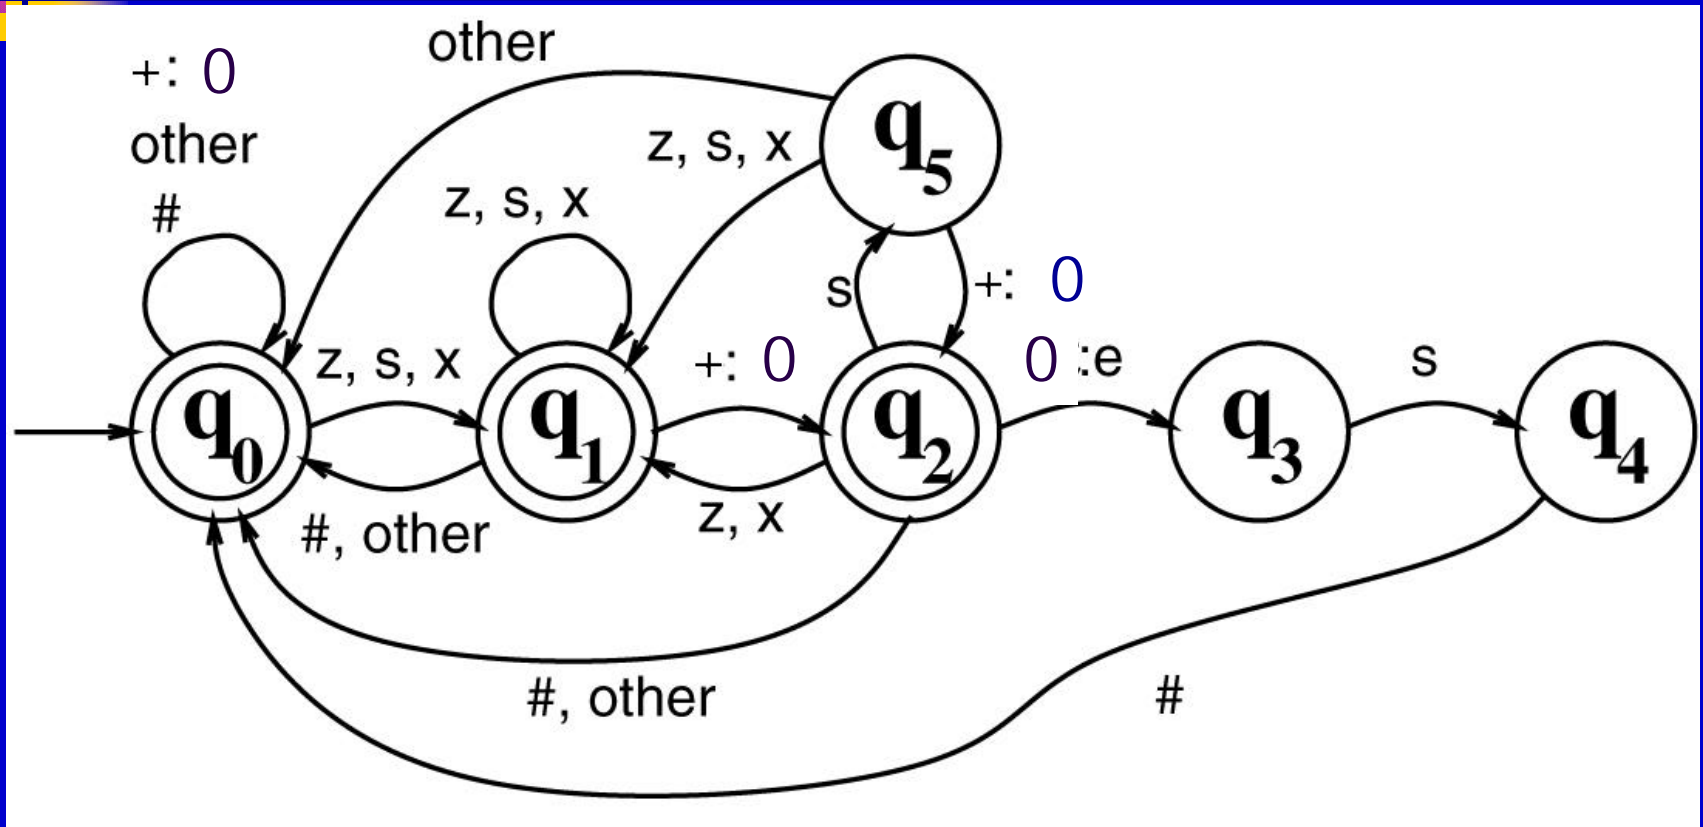 other
+: 0
other
#
z, s, x
z, s, x
q5
s
+: 0
z, s, x
+: 0
0 :e
s
q0
q1
q2
q3
q4
#, other
z, x
#, other
#